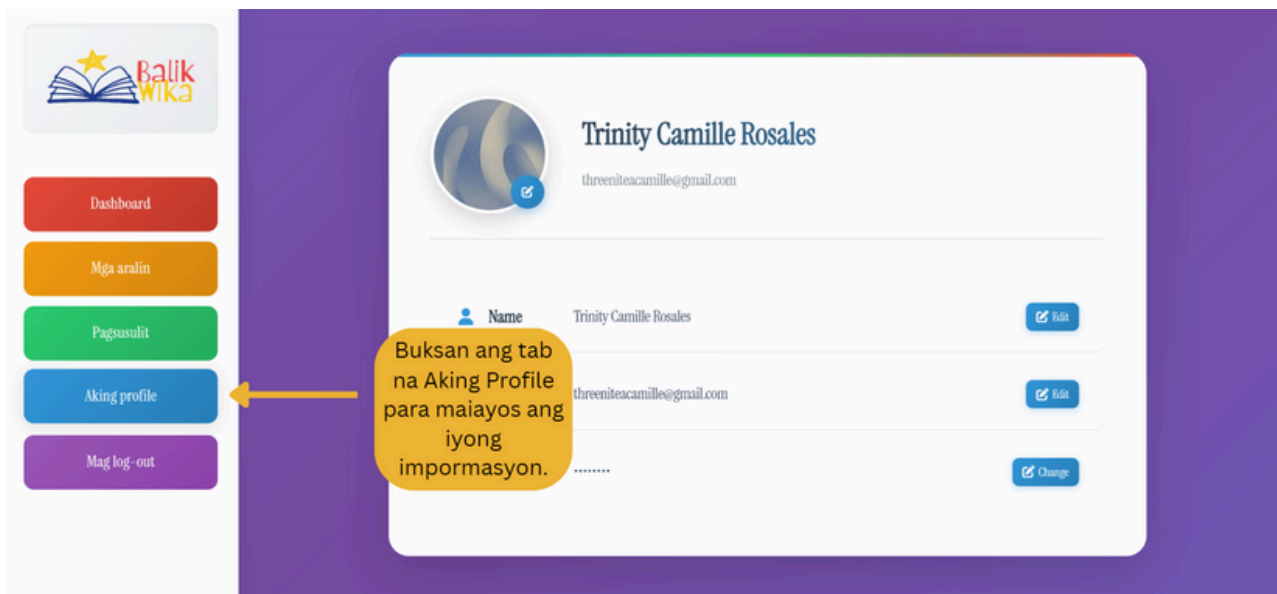 Balik
Wika
Dashboard
Mga aralin
Pagsusulit
Aking profile
Mag log-out
Trinity Camille Rosales
threeniteacamille@gmail.com
Name Trinity Camille Rosales Edit
threeniteacamille@gmail.com Edit
........ Change
Buksan ang tab
na Aking Profile
para maiayos ang
iyong
impormasyon.